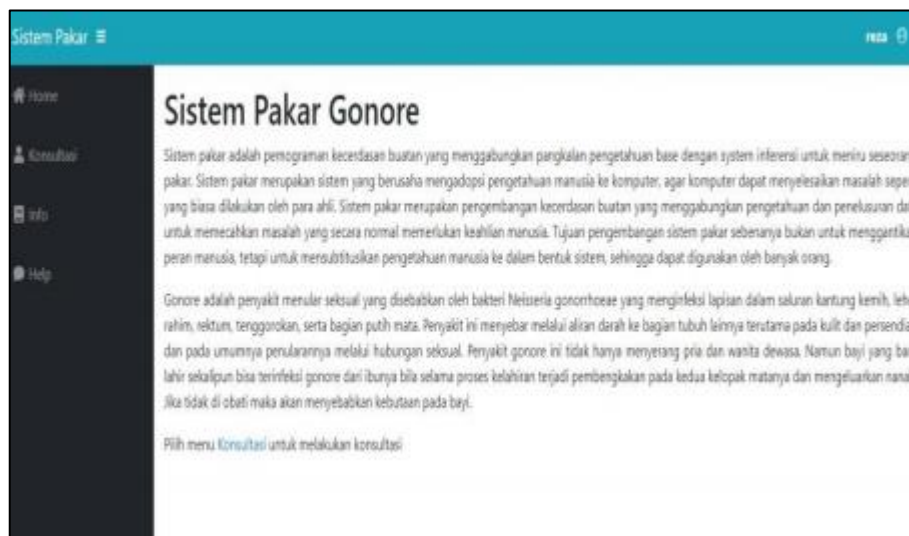 Sistem Pakar
reza
Home
Konsultasi
Info
Help
Sistem Pakar Gonore
Sistem pakar adalah pemograman kecerdasan buatan yang menggabungkan pangkalan pengetahuan base dengan system inferensi untuk meniru seseoran
pakar. Sistem pakar merupakan sistem yang berusaha mengadopsi pengetahuan manusia ke komputer, agar komputer dapat menyelesaikan masalah sepe
yang biasa dilakukan oleh para ahli. Sistem pakar merupakan pengembangan kecerdasan buatan yang menggabungkan pengetahuan dan penelusuran da
untuk memecahkan masalah yang secara normal memerlukan keahlian manusia. Tujuan pengembangan sistem pakar sebenanya bukan untuk menggantika
peran manusia, tetapi untuk mensubtitusikan pengetahuan manusia ke dalam bentuk sistem, sehingga dapat digunakan oleh banyak orang.
Gonore adalah penyakit menular seksual yang disebabkan oleh bakteri Neisseria gonorrhoeae yang menginfeksi lapisan dalam saluran kantung kemih, leh
rahim, rektum, tenggorokan, serta bagian putih mata. Penyakit ini menyebar melalui aliran darah ke bagian tubuh leinnya terutama pada kulit dan persendia
dan pada umumnya penularannya melalui hubungan seksual. Penyakit gonore ini tidak hanya menyerang pria dan wanita dewasa. Namun bayi yang ba
lahir sekalipun bisa terinfeksi gonore dari ibunya bila selama proses kelahiran terjadi pembengkakan pada kedua kelopak matanya dan mengeluarkan nana
Jika tidak di obati maka akan menyebabkan kebutaan pada bayi.
Pilih menu Konsultasi untuk melakukan konsultasi